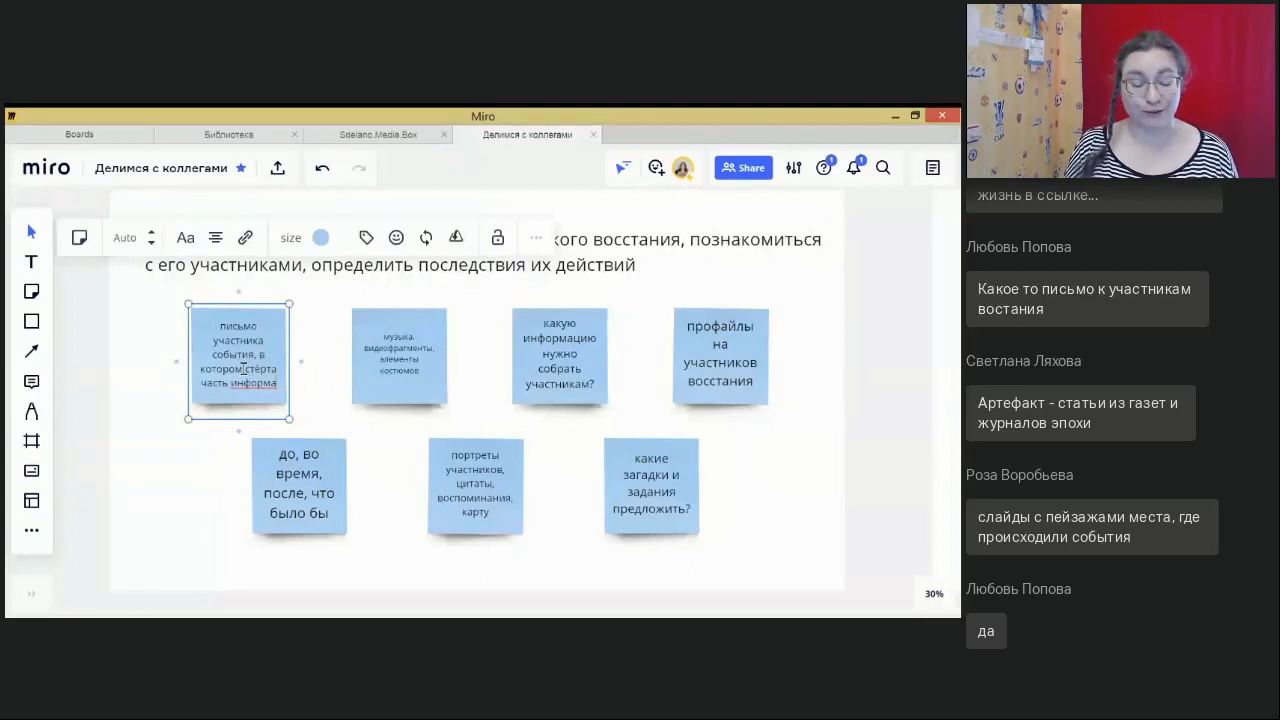 Miro
Boards
Библиотека
Sdelano.Media.Box
Делимся с коллегами
miro
Делимся с коллегами
Share
1
1
Auto
Aa
size
кого восстания, познакомиться
с его участниками, определить последствия их действий
письмо
участника
события, в
котором стёрта
часть информа
музыка.
видеофрагменты,
элементы
костюмов
какую
информацию
нужно
собрать
участникам?
профайлы
на
участников
восстания
до, во
время,
после, что
было бы
портреты
участников,
цитаты,
воспоминания,
карту
какие
загадки и
задания
предложить?
30%
CUP
жизнь в ссылке...
Любовь Попова
Какое то письмо к участникам
востания
Светлана Ляхова
Артефакт - статьи из газет и
журналов эпохи
Роза Воробьева
слайды с пейзажами места, где
происходили события
Любовь Попова
да